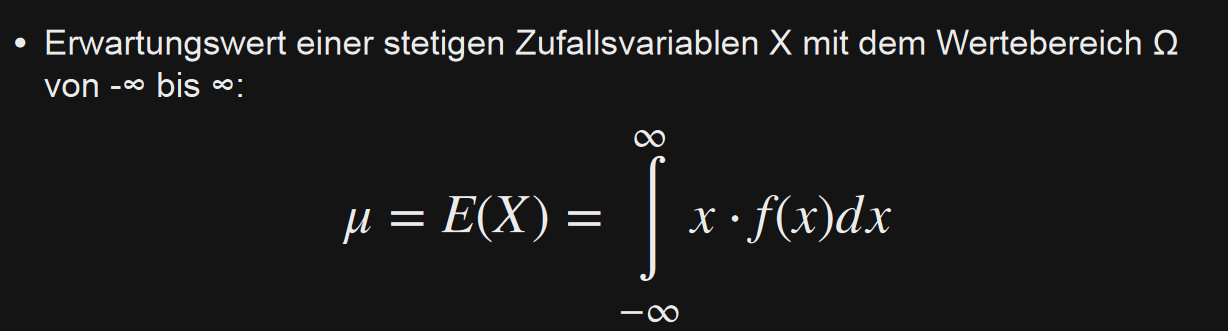 • Erwartungswert einer stetigen Zufallsvariablen X mit dem Wertebereich Ω
von -∞ bis ∞:
∞
μ = E(X) = ∫ x · f(x)dx
−∞